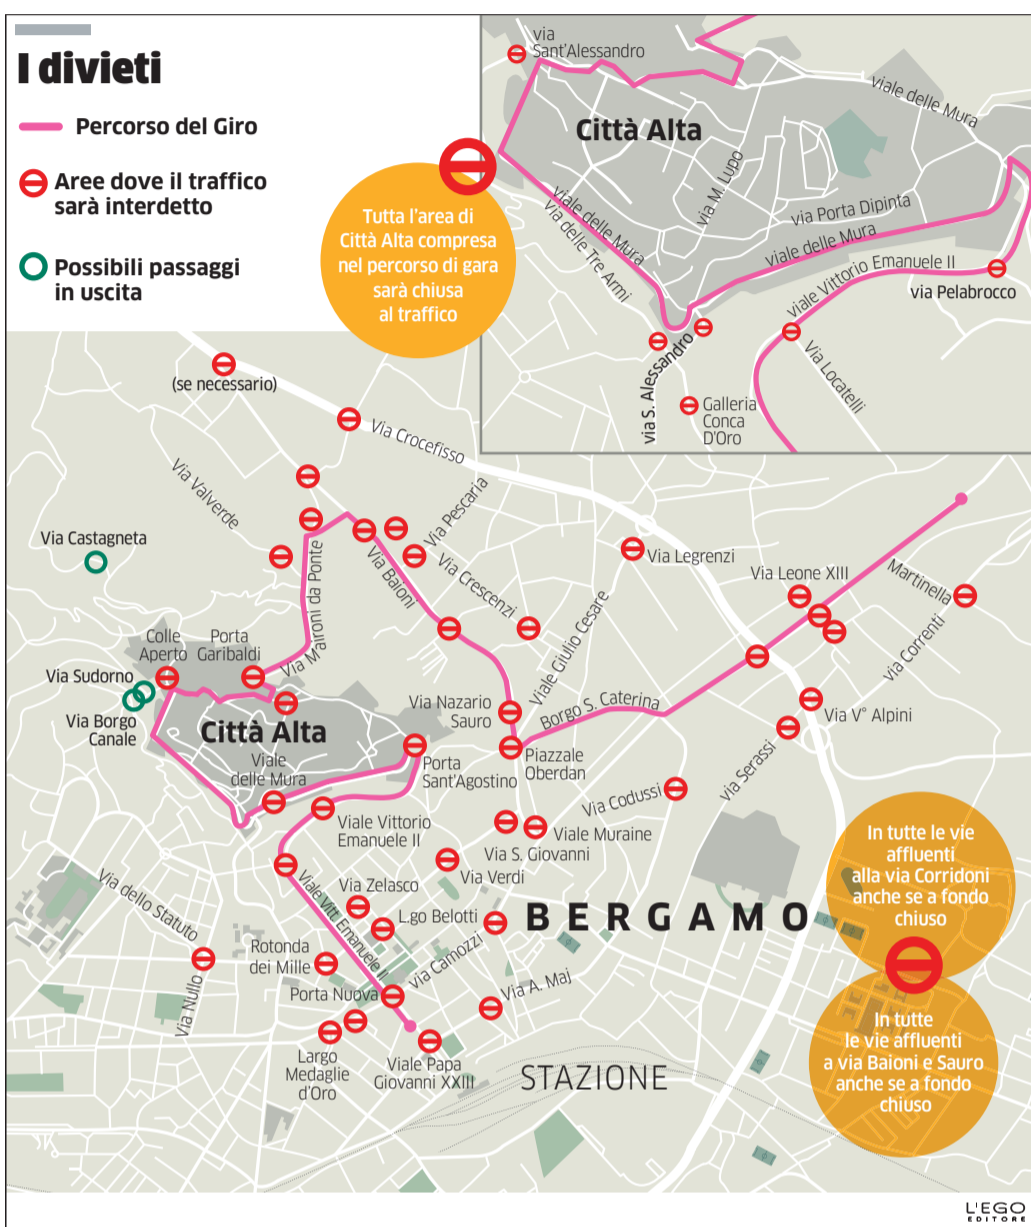 I divieti
Percorso del Giro
Aree dove il traffico
sarà interdetto
Possibili passaggi
in uscita
Tutta l'area di
Città Alta compresa
nel percorso di gara
sarà chiusa
al traffico
via
Sant'Alessandro
Città Alta
viale delle Mura
via M. Lupo
via Porta Dipinta
viale delle Mura
viale delle Mura
Via delle Tre Armi
viale Vittorio Emanuele II
via Pelabrocco
via S. Alessandro
Via Locatelli
Galleria
Conca
D'Oro
(se necessario)
Via Crocefisso
Via Valverde
Via Pescaria
Via Castagneta
Via Baioni
Via Crescenzi
Via Legrenzi
Via Leone XIII
Martinella
Via Maironi da Ponte
Viale Giulio Cesare
via Correnti
Colle
Aperto
Porta
Garibaldi
Via Sudorno
Via Borgo
Canale
Città Alta
Viale
delle Mura
Via Nazario
Sauro
Borgo S. Caterina
Via V° Alpini
Porta
Sant'Agostino
Piazzale
Oberdan
via Serassi
Via Codussi
Viale Vittorio
Emanuele II
Viale Muraine
Via S. Giovanni
Via Verdi
In tutte le vie
affluenti
alla via Corridoni
anche se a fondo
chiuso
Via dello Statuto
Via Zelasco
Viale Vitt. Emanuele II
L.go Belotti
BERGAMO
Rotonda
dei Mille
via Camozzi
Via Nullo
Porta Nuova
Via A. Maj
Largo
Medaglie
d'Oro
Viale Papa
Giovanni XXIII
STAZIONE
In tutte
le vie affluenti
a via Baioni e Sauro
anche se a fondo
chiuso
L'EGO
EDITORE